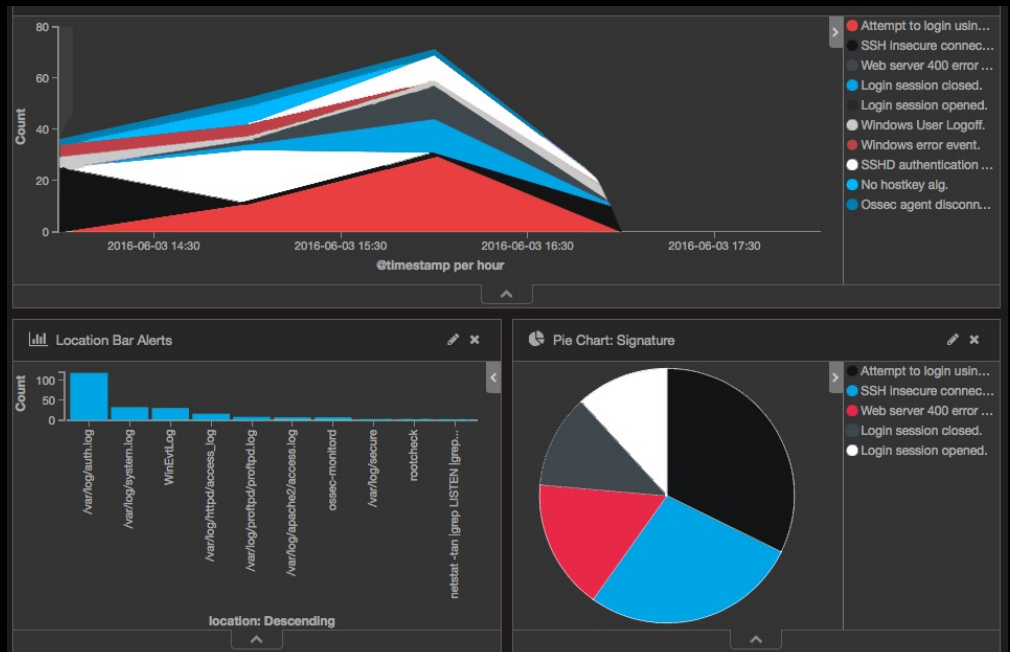 80
60
40
20
0
Count
2016-06-03 14:30
2016-06-03 15:30
2016-06-03 16:30
2016-06-03 17:30
@timestamp per hour
Attempt to login usin...
SSH insecure connec...
Web server 400 error ...
Login session closed.
Login session opened.
Windows User Logoff.
Windows error event.
SSHD authentication ...
No hostkey alg.
Ossec agent disconn...
Location Bar Alerts
Count
100
50
0
/var/log/auth.log
/var/log/system.log
WinEvtLog
/var/log/httpd/access_log
/var/log/proftpd/proftpd.log
/var/log/apache2/access.log
ossec-monitord
/var/log/secure
rootcheck
netstat -tan |grep LISTEN |grep...
location: Descending
Pie Chart: Signature
Attempt to login usin...
SSH insecure connec...
Web server 400 error ...
Login session closed.
Login session opened.